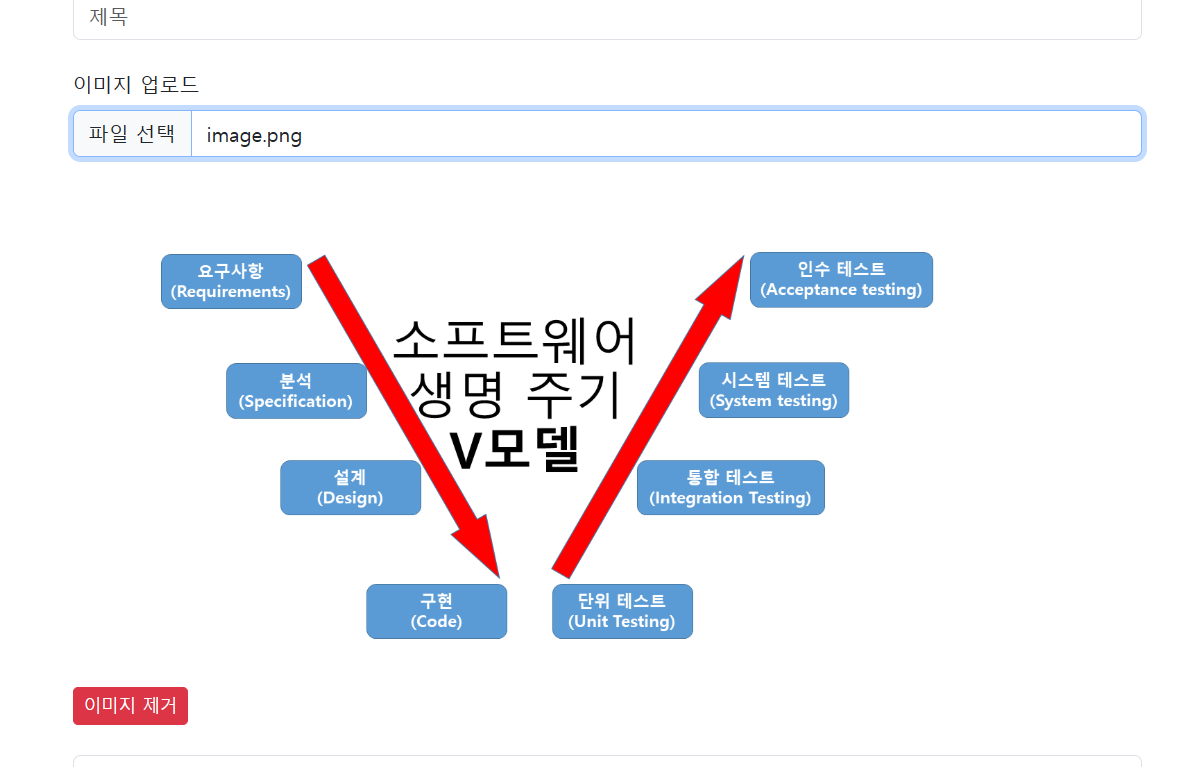 제목
이미지 업로드
파일 선택 image.png
요구사항
(Requirements)
분석
(Specification)
설계
(Design)
구현
(Code)
소프트웨어
생명 주기
V모델
인수 테스트
(Acceptance testing)
시스템 테스트
(System testing)
통합 테스트
(Integration Testing)
단위 테스트
(Unit Testing)
이미지 제거